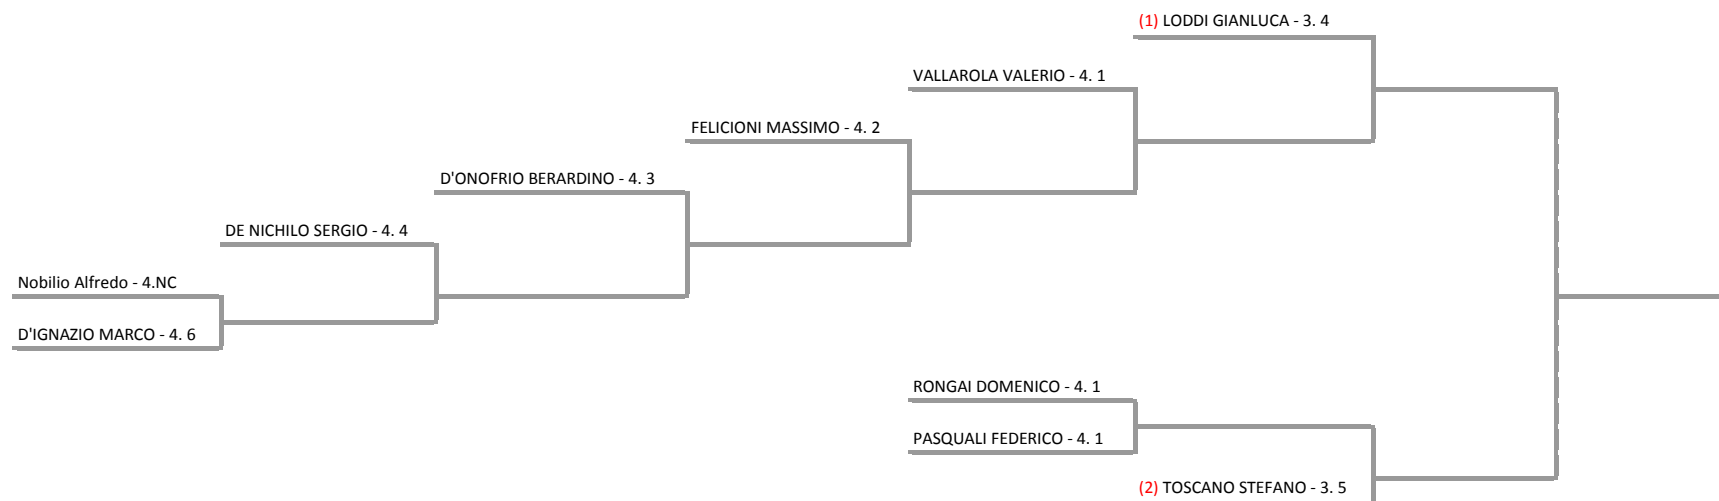 (1) LODDI GIANLUCA - 3. 4
VALLAROLA VALERIO - 4. 1
FELICIONI MASSIMO - 4. 2
D'ONOFRIO BERARDINO - 4. 3
DE NICHILO SERGIO - 4. 4
Nobilio Alfredo - 4.NC
D'IGNAZIO MARCO - 4. 6
RONGAI DOMENICO - 4. 1
PASQUALI FEDERICO - 4. 1
(2) TOSCANO STEFANO - 3. 5